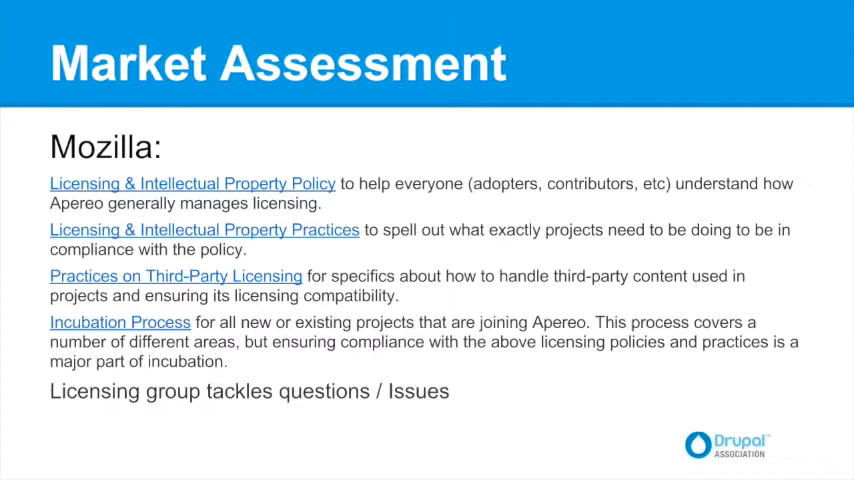 Market Assessment
Mozilla:
Licensing & Intellectual Property Policy to help everyone (adopters, contributors, etc) understand how
Apereo generally manages licensing.
Licensing & Intellectual Property Practices to spell out what exactly projects need to be doing to be in
compliance with the policy.
Practices on Third-Party Licensing for specifics about how to handle third-party content used in
projects and ensuring its licensing compatibility.
Incubation Process for all new or existing projects that are joining Apereo. This process covers a
number of different areas, but ensuring compliance with the above licensing policies and practices is a
major part of incubation.
Licensing group tackles questions / Issues
Drupal™
ASSOCIATION